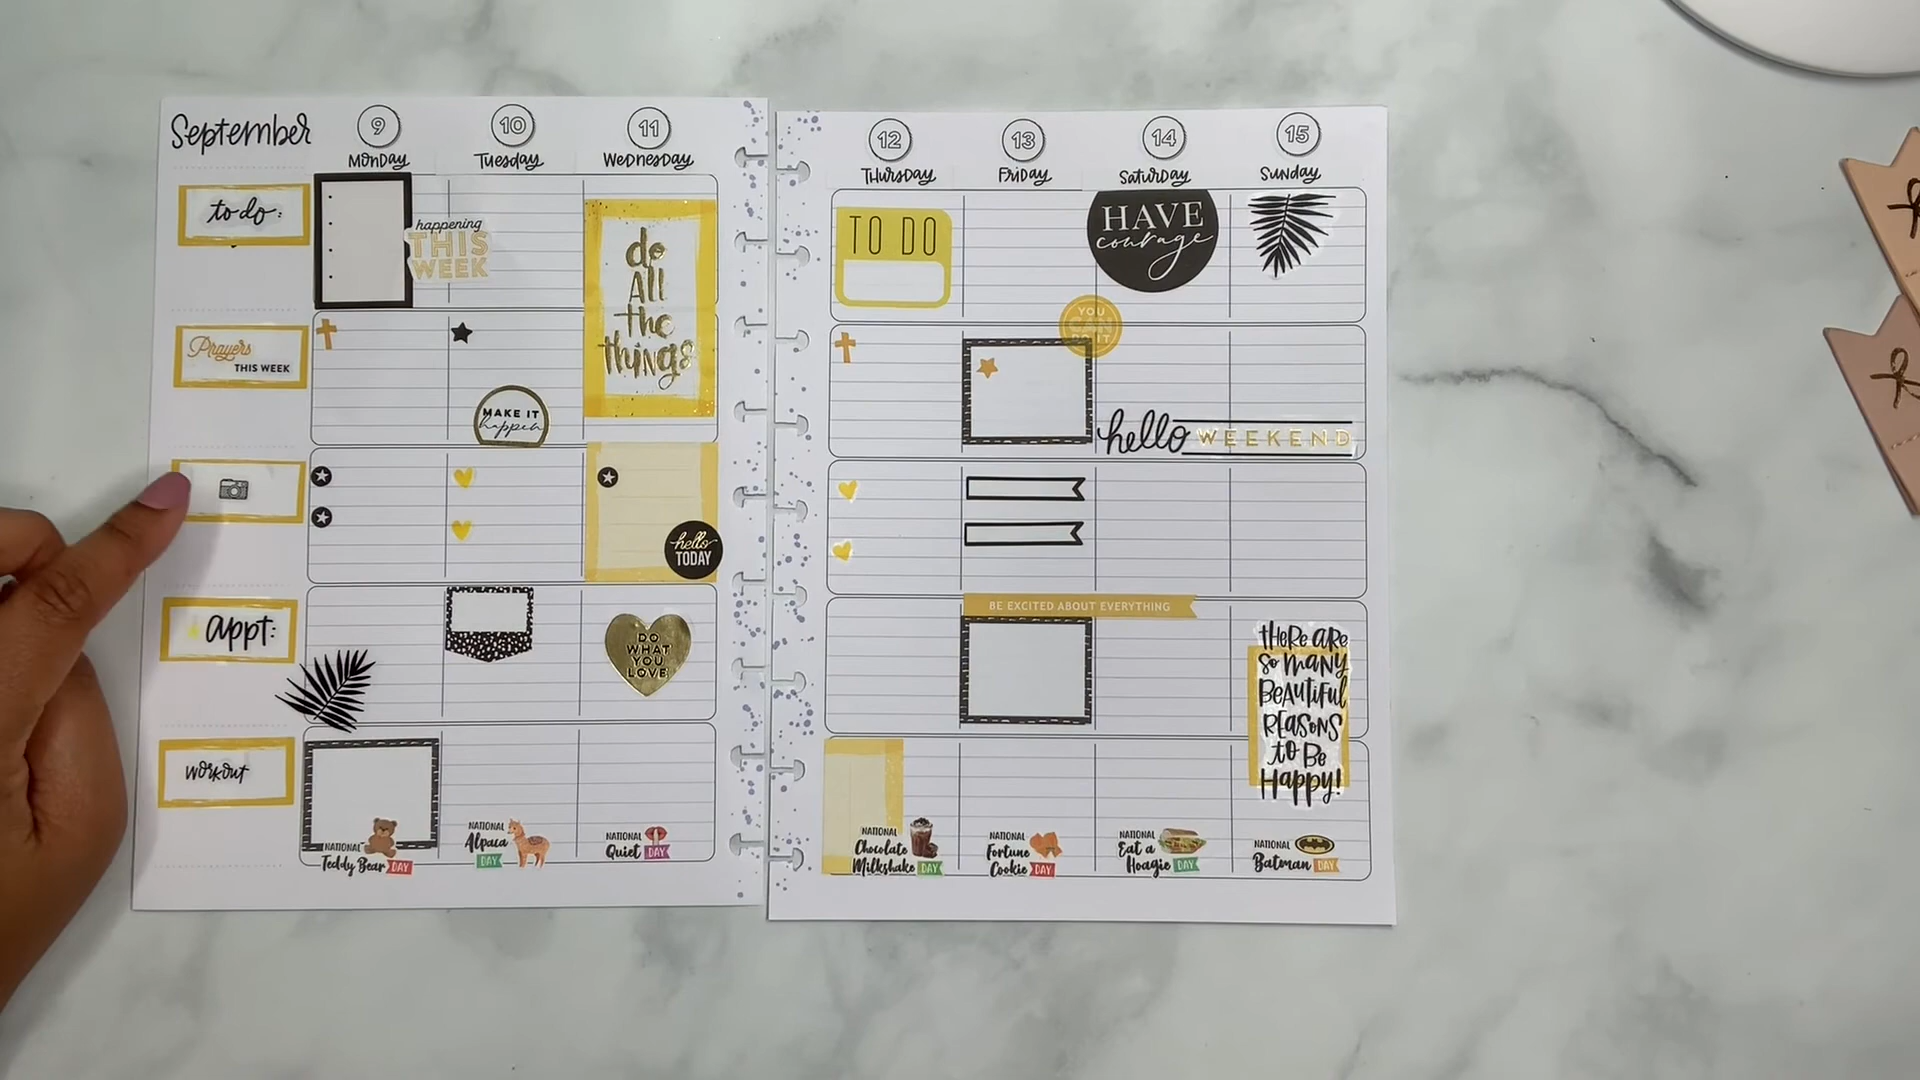 September
9
Monday
10
Tuesday
11
Wednesday
to do:
happening
THIS
WEEK
do
All
the
things
Prayers
THIS WEEK
MAKE IT
happen
hello
TODAY
appt:
DO
WHAT
YOU
LOVE
workout
NATIONAL
Teddy Bear DAY
NATIONAL
Alpaca
DAY
NATIONAL
Quiet DAY
12
Thursday
13
Friday
14
Saturday
15
Sunday
TO DO
HAVE
courage
YOU
CAN
DO IT
hello WEEKEND
BE EXCITED ABOUT EVERYTHING
THERE ARE
so many
BEAUTIFUL
REASONS
to Be
Happy!
NATIONAL
Chocolate
Milkshake DAY
NATIONAL
Fortune
Cookie DAY
NATIONAL
Eat a
Hoagie DAY
NATIONAL
Batman DAY